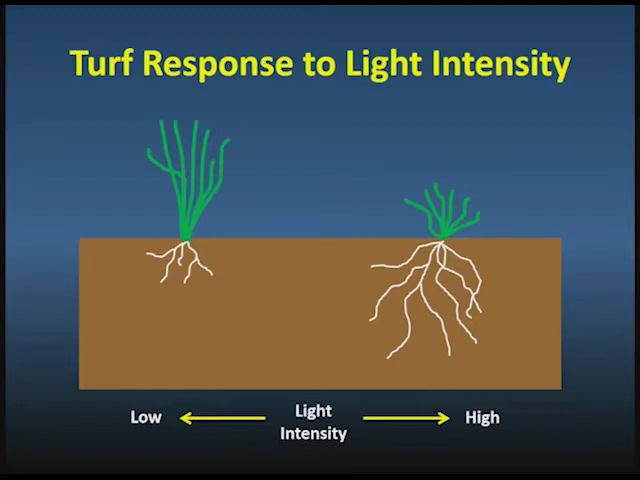 Turf Response to Light Intensity
Low
Light
Intensity
High